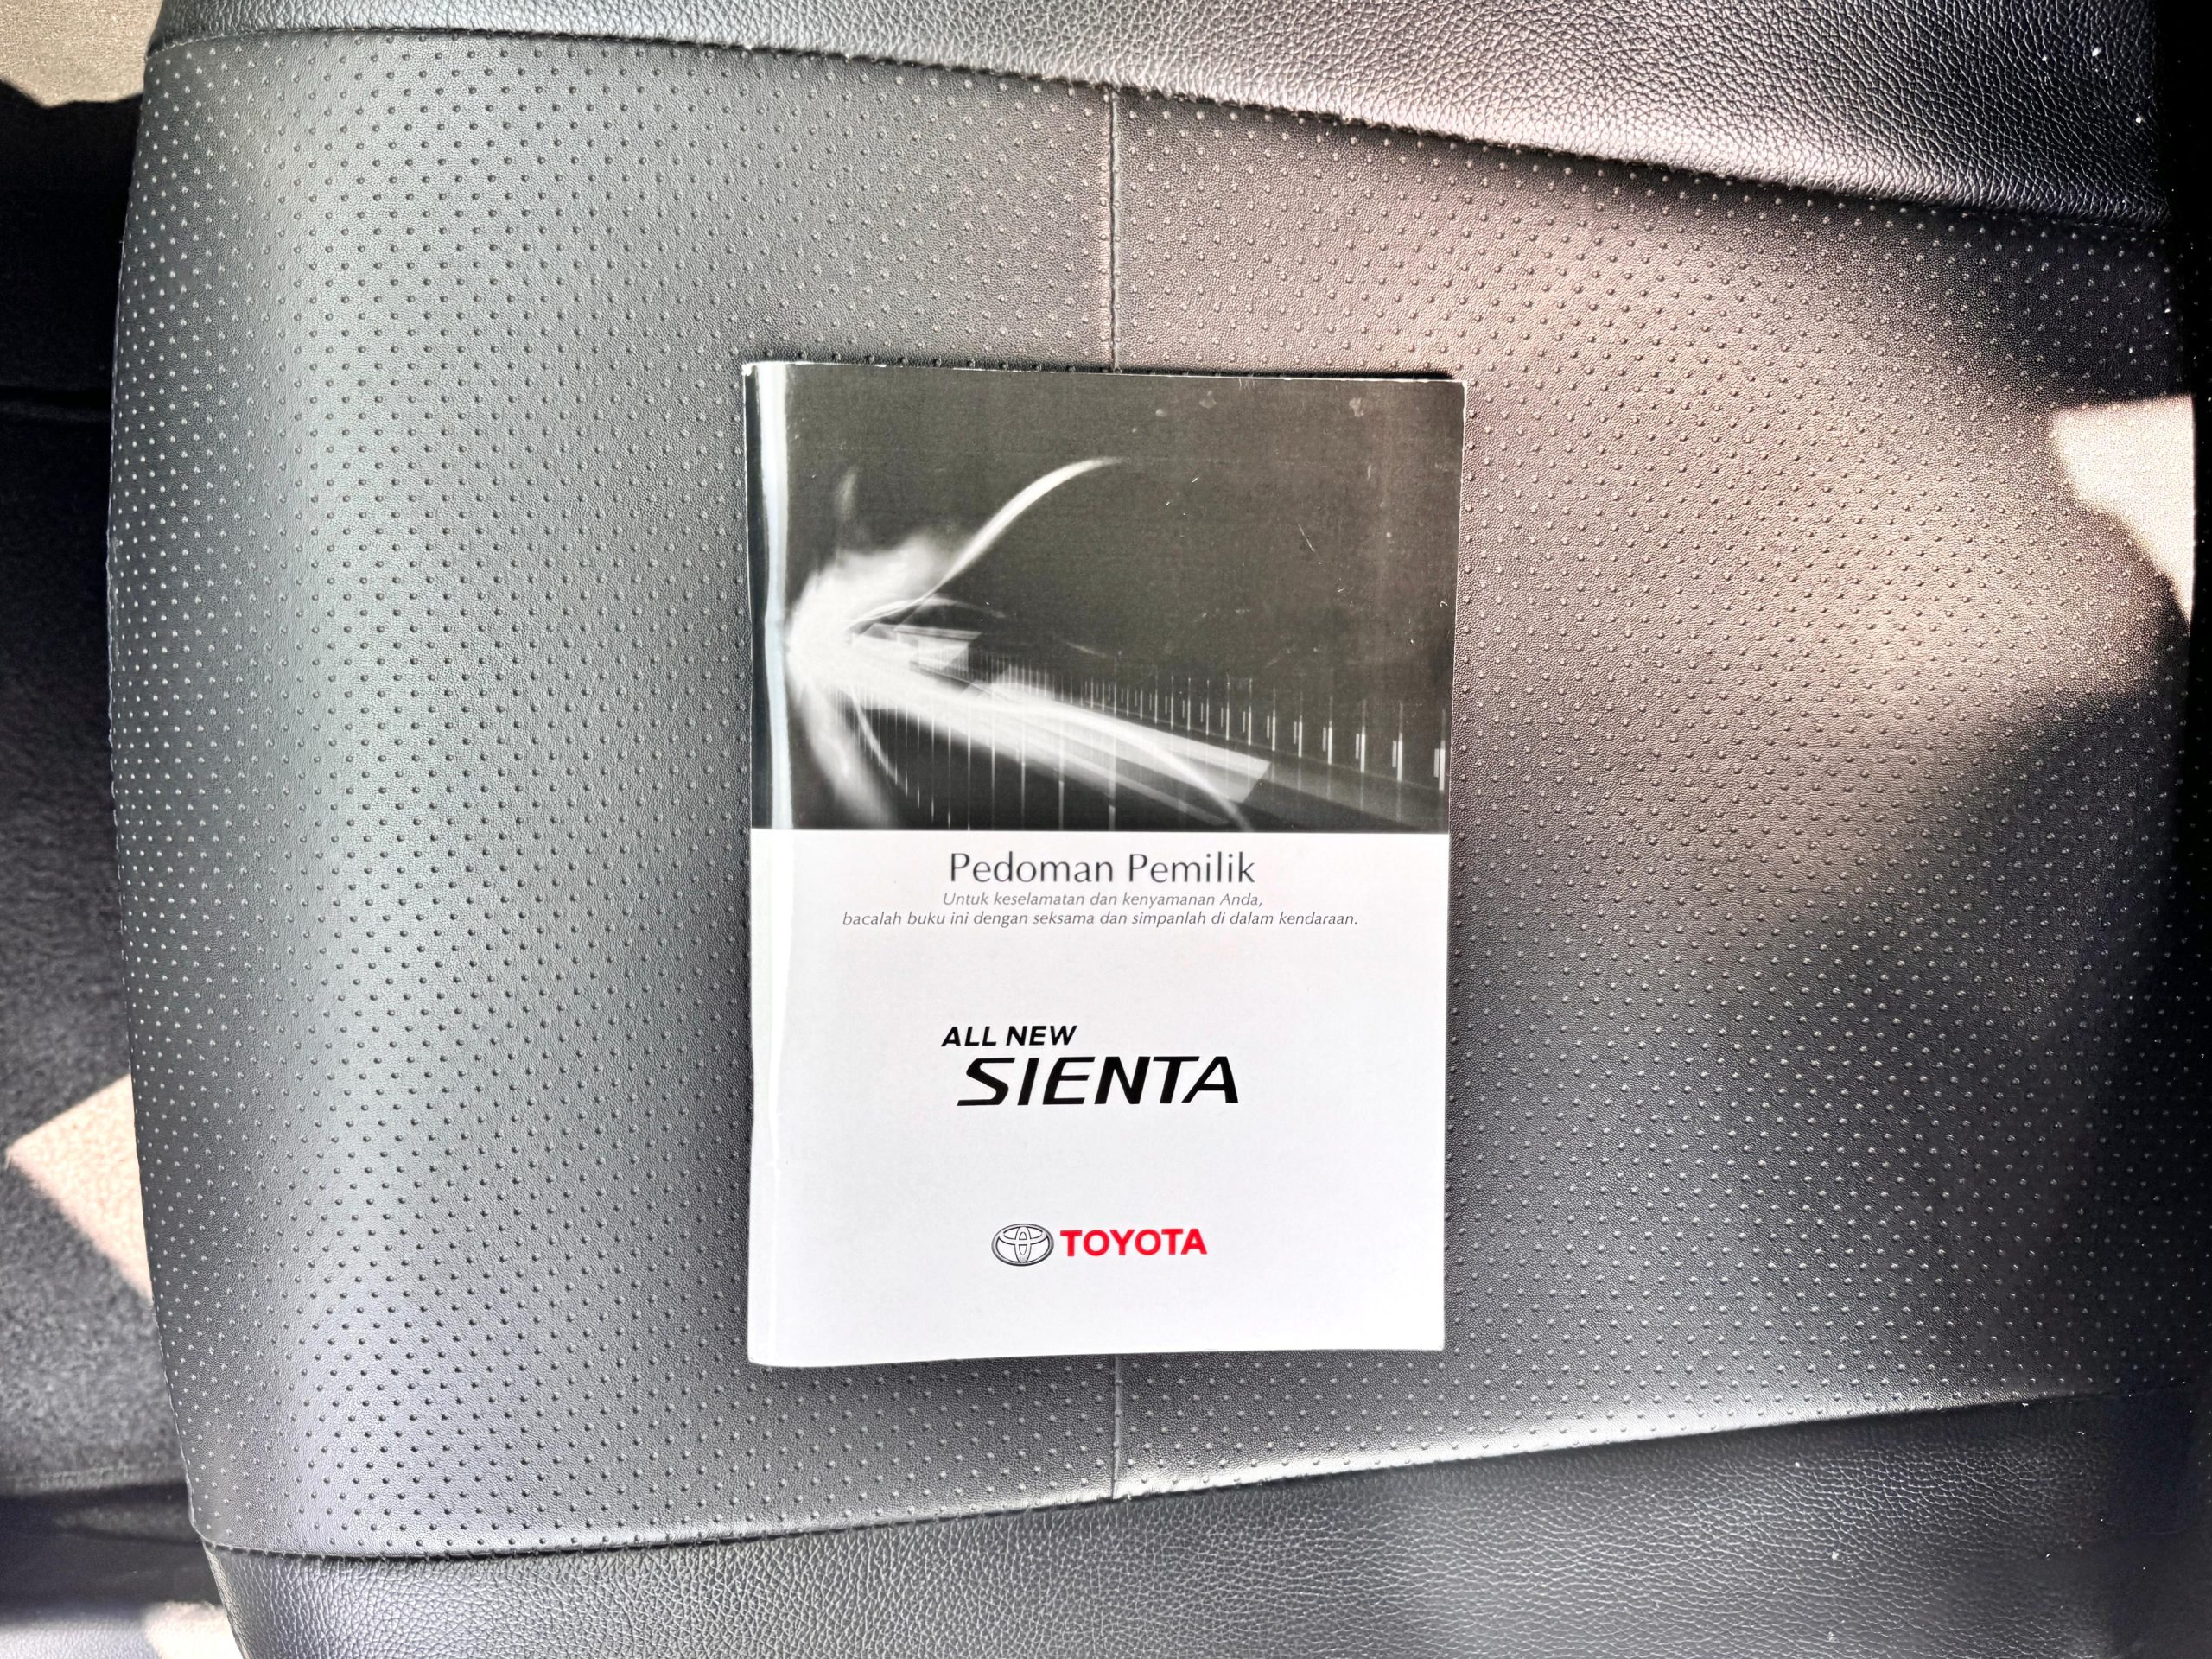 Pedoman Pemilik
Untuk keselamatan dan kenyamanan Anda,
bacalah buku ini dengan seksama dan simpanlah di dalam kendaraan.
ALL NEW
SIENTA
TOYOTA